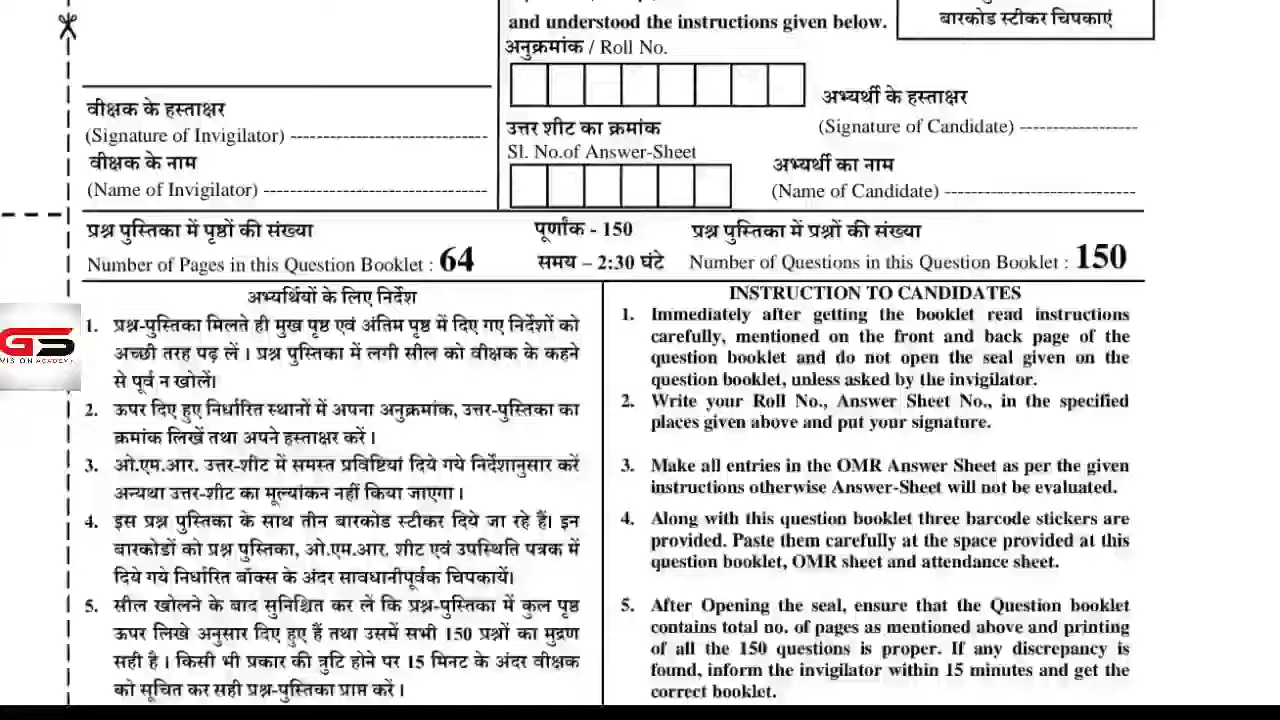 and understood the instructions given below.
बारकोड स्टीकर चिपकाएं
अनुक्रमांक / Roll No.
वीक्षक के हस्ताक्षर
(Signature of Invigilator)
वीक्षक के नाम
(Name of Invigilator)
उत्तर शीट का क्रमांक
Sl. No.of Answer-Sheet
अभ्यर्थी के हस्ताक्षर
(Signature of Candidate)
अभ्यर्थी का नाम
(Name of Candidate)
प्रश्न पुस्तिका में पृष्ठों की संख्या
Number of Pages in this Question Booklet : 64
पूर्णांक - 150
समय – 2:30 घंटे
प्रश्न पुस्तिका में प्रश्नों की संख्या
Number of Questions in this Question Booklet : 150
GS
VISION ACADEMY
अभ्यर्थियों के लिए निर्देश
1. प्रश्न-पुस्तिका मिलते ही मुख पृष्ठ एवं अंतिम पृष्ठ में दिए गए निर्देशों को
अच्छी तरह पढ़ लें । प्रश्न पुस्तिका में लगी सील को वीक्षक के कहने
से पूर्व न खोलें।
2. ऊपर दिए हुए निर्धारित स्थानों में अपना अनुक्रमांक, उत्तर-पुस्तिका का
क्रमांक लिखें तथा अपने हस्ताक्षर करें ।
3. ओ.एम.आर. उत्तर-शीट में समस्त प्रविष्टियां दिये गये निर्देशानुसार करें
अन्यथा उत्तर-शीट का मूल्यांकन नहीं किया जाएगा ।
4. इस प्रश्न पुस्तिका के साथ तीन बारकोड स्टीकर दिये जा रहे हैं। इन
बारकोडों को प्रश्न पुस्तिका, ओ.एम.आर. शीट एवं उपस्थिति पत्रक में
दिये गये निर्धारित बॉक्स के अंदर सावधानीपूर्वक चिपकायें।
5. सील खोलने के बाद सुनिश्चित कर लें कि प्रश्न-पुस्तिका में कुल पृष्ठ
ऊपर लिखे अनुसार दिए हुए हैं तथा उसमें सभी 150 प्रश्नों का मुद्रण
सही है । किसी भी प्रकार की त्रुटि होने पर 15 मिनट के अंदर वीक्षक
को सूचित कर सही प्रश्न-पुस्तिका प्राप्त करें ।
INSTRUCTION TO CANDIDATES
1. Immediately after getting the booklet read instructions
carefully, mentioned on the front and back page of the
question booklet and do not open the seal given on the
question booklet, unless asked by the invigilator.
2. Write your Roll No., Answer Sheet No., in the specified
places given above and put your signature.
3. Make all entries in the OMR Answer Sheet as per the given
instructions otherwise Answer-Sheet will not be evaluated.
4. Along with this question booklet three barcode stickers are
provided. Paste them carefully at the space provided at this
question booklet, OMR sheet and attendance sheet.
5. After Opening the seal, ensure that the Question booklet
contains total no. of pages as mentioned above and printing
of all the 150 questions is proper. If any discrepancy is
found, inform the invigilator within 15 minutes and get the
correct booklet.